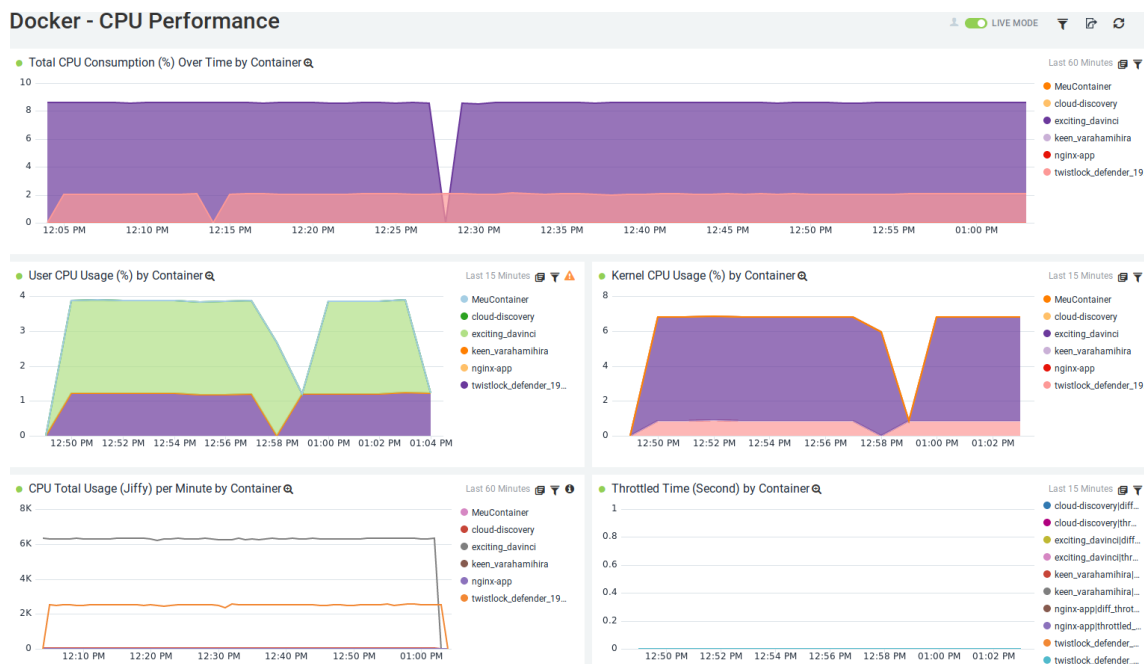 Docker - CPU Performance
LIVE MODE
Total CPU Consumption (%) Over Time by Container
Last 60 Minutes
10
8
6
4
2
0
12:05 PM 12:10 PM 12:15 PM 12:20 PM 12:25 PM 12:30 PM 12:35 PM 12:40 PM 12:45 PM 12:50 PM 12:55 PM 01:00 PM
MeuContainer
cloud-discovery
exciting_davinci
keen_varahamihira
nginx-app
twistlock_defender_19
User CPU Usage (%) by Container
Last 15 Minutes
4
3
2
1
0
12:50 PM 12:52 PM 12:54 PM 12:56 PM 12:58 PM 01:00 PM 01:02 PM 01:04 PM
MeuContainer
cloud-discovery
exciting_davinci
keen_varahamihira
nginx-app
twistlock_defender_19...
Kernel CPU Usage (%) by Container
Last 15 Minutes
8
6
4
2
0
12:50 PM 12:52 PM 12:54 PM 12:56 PM 12:58 PM 01:00 PM 01:02 PM
MeuContainer
cloud-discovery
exciting_davinci
keen_varahamihira
nginx-app
twistlock_defender_19
CPU Total Usage (Jiffy) per Minute by Container
Last 60 Minutes
8K
6K
4K
2K
0
12:10 PM 12:20 PM 12:30 PM 12:40 PM 12:50 PM 01:00 PM
MeuContainer
cloud-discovery
exciting_davinci
keen_varahamihira
nginx-app
twistlock_defender_19...
Throttled Time (Second) by Container
Last 15 Minutes
1
0.8
0.6
0.4
0.2
0
12:50 PM 12:52 PM 12:54 PM 12:56 PM 12:58 PM 01:00 PM 01:02 PM
cloud-discovery|diff...
cloud-discovery|thr...
exciting_davinci|diff...
exciting_davinci|thr...
keen_varahamihira|...
keen_varahamihira|...
nginx-app|diff_throt...
nginx-app|throttled_...
twistlock_defender_...
twistlock_defender_...